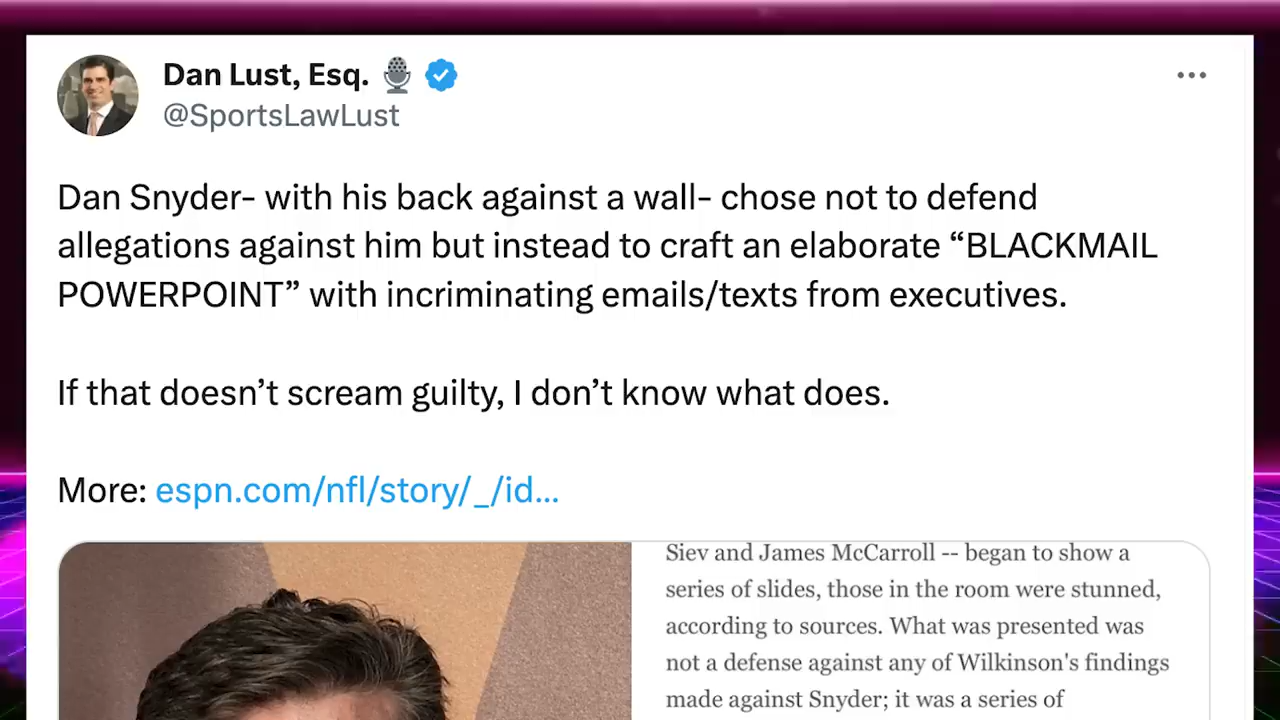 Dan Lust, Esq.
@SportsLawLust
Dan Snyder- with his back against a wall- chose not to defend
allegations against him but instead to craft an elaborate “BLACKMAIL
POWERPOINT” with incriminating emails/texts from executives.
If that doesn’t scream guilty, I don’t know what does.
More: espn.com/nfl/story/_/id...
Siev and James McCarroll -- began to show a
series of slides, those in the room were stunned,
according to sources. What was presented was
not a defense against any of Wilkinson's findings
made against Snyder; it was a series of